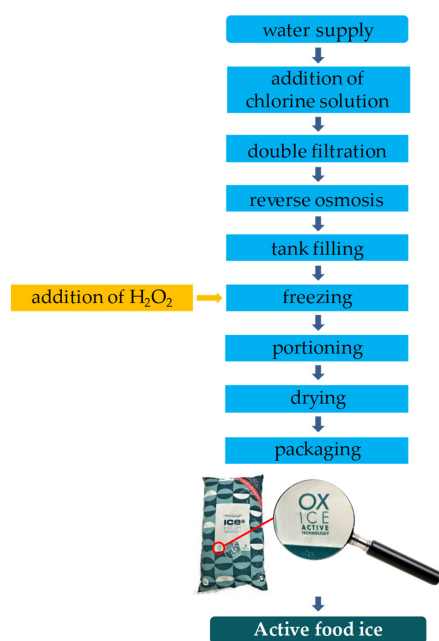 water supply
addition of
chlorine solution
double filtration
reverse osmosis
tank filling
addition of H₂O₂
freezing
portioning
drying
packaging
ice³
OX
ICE
ACTIVE
TECHNOLOGY
Active food ice